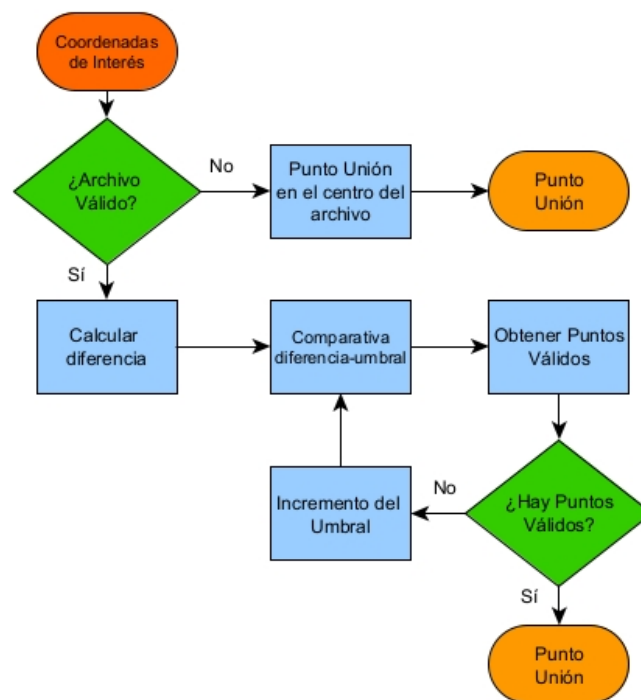 Coordenadas
de Interés
¿Archivo
Válido?
No
Punto Unión
en el centro del
archivo
Punto
Unión
Sí
Calcular
diferencia
Comparativa
diferencia-umbral
Obtener Puntos
Válidos
Incremento del
Umbral
No
¿Hay Puntos
Válidos?
Sí
Punto
Unión